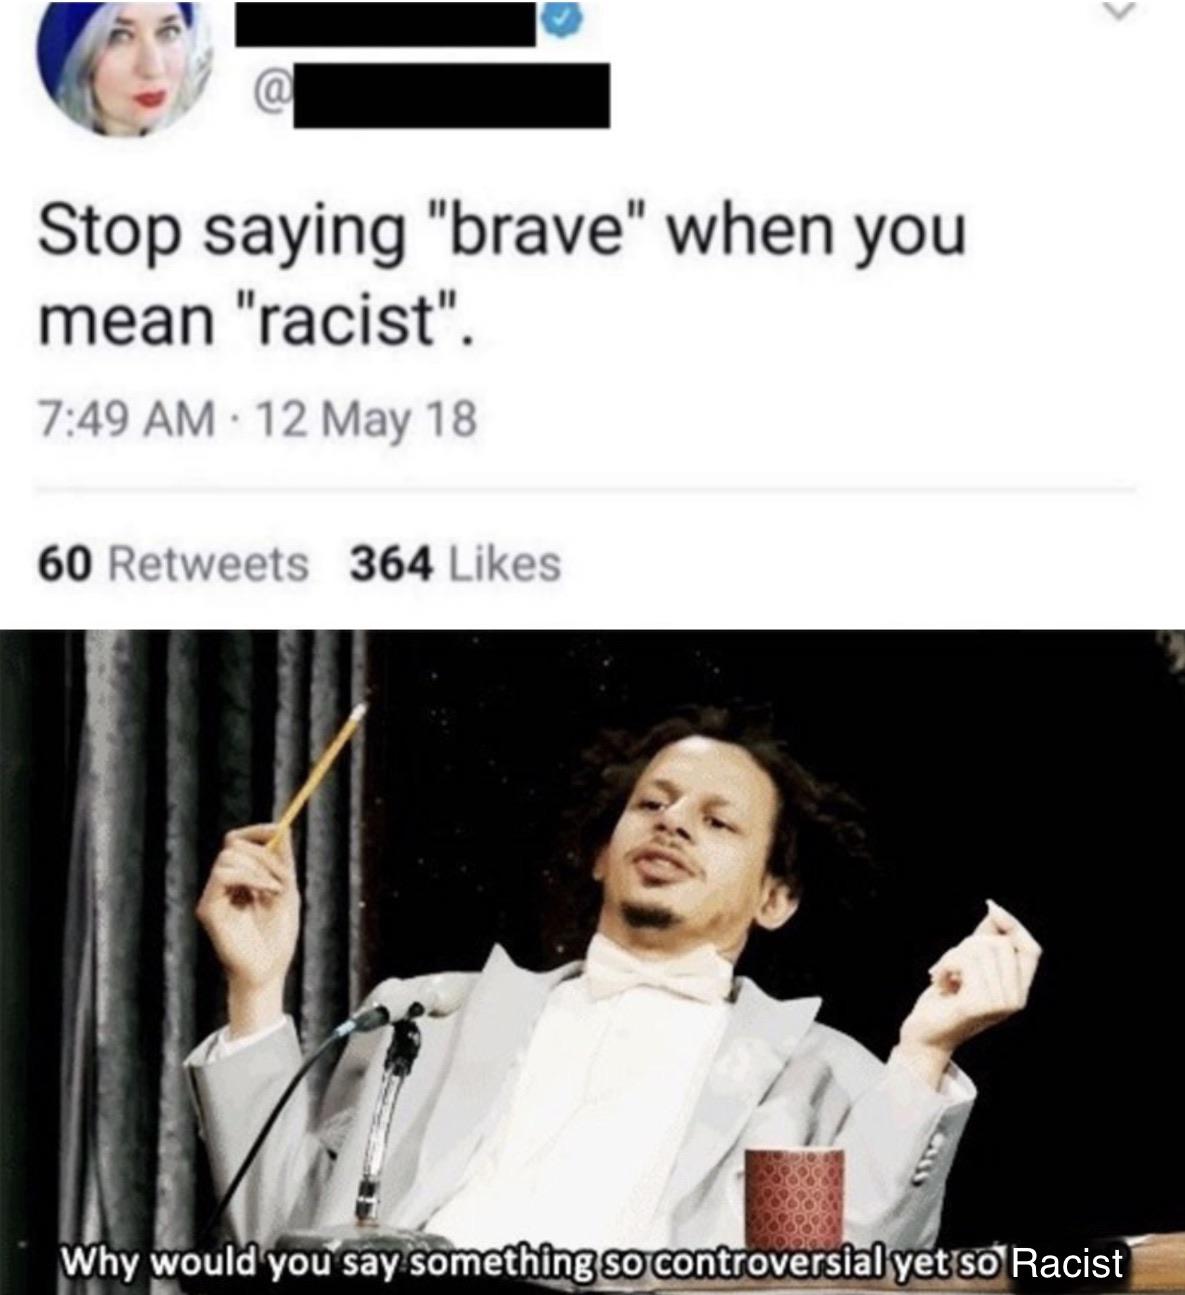 @
Stop saying "brave" when you
mean "racist".
7:49 AM · 12 May 18
60 Retweets 364 Likes
Why would you say something so controversial yet so Racist